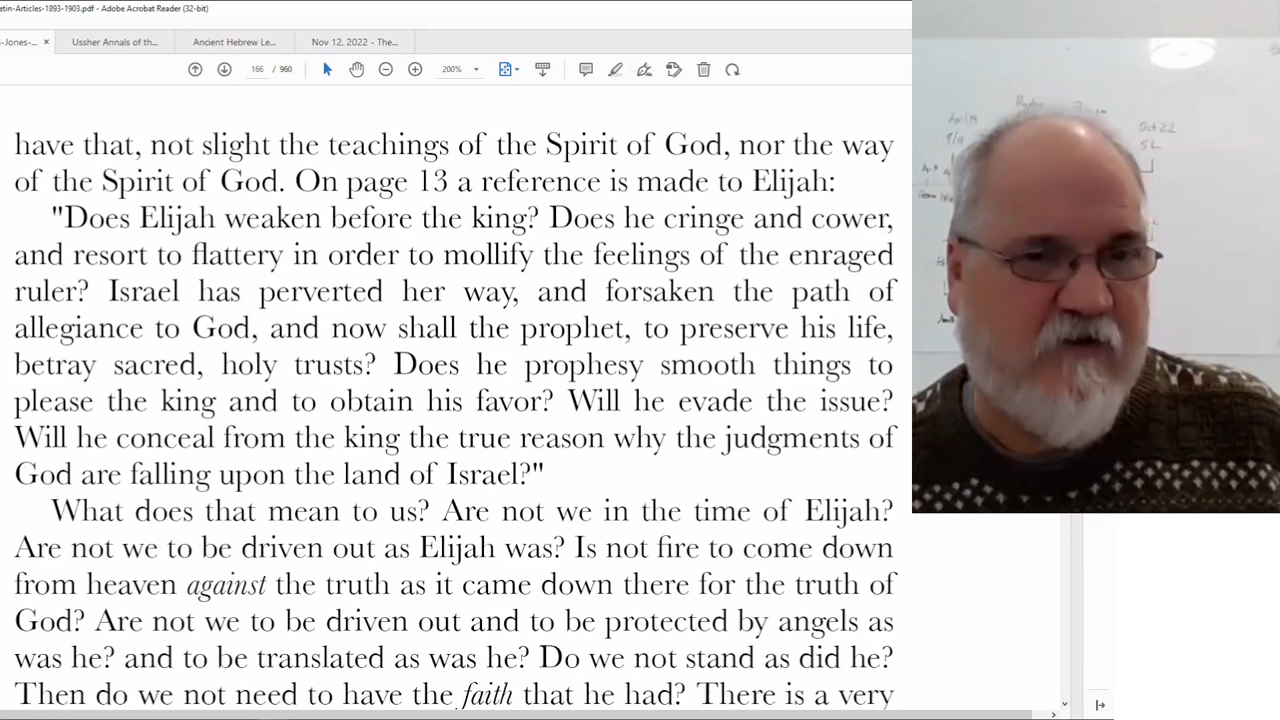 etin-Articles-1893-1903.pdf - Adobe Acrobat Reader (32-bit)
-Jones-... × Ussher Annals of th... Ancient Hebrew Le... Nov 12, 2022 - The...
166 / 960 200%
have that, not slight the teachings of the Spirit of God, nor the way
of the Spirit of God. On page 13 a reference is made to Elijah:
"Does Elijah weaken before the king? Does he cringe and cower,
and resort to flattery in order to mollify the feelings of the enraged
ruler? Israel has perverted her way, and forsaken the path of
allegiance to God, and now shall the prophet, to preserve his life,
betray sacred, holy trusts? Does he prophesy smooth things to
please the king and to obtain his favor? Will he evade the issue?
Will he conceal from the king the true reason why the judgments of
God are falling upon the land of Israel?"
What does that mean to us? Are not we in the time of Elijah?
Are not we to be driven out as Elijah was? Is not fire to come down
from heaven against the truth as it came down there for the truth of
God? Are not we to be driven out and to be protected by angels as
was he? and to be translated as was he? Do we not stand as did he?
Then do we not need to have the faith that he had? There is a very
9/11
Oct 22